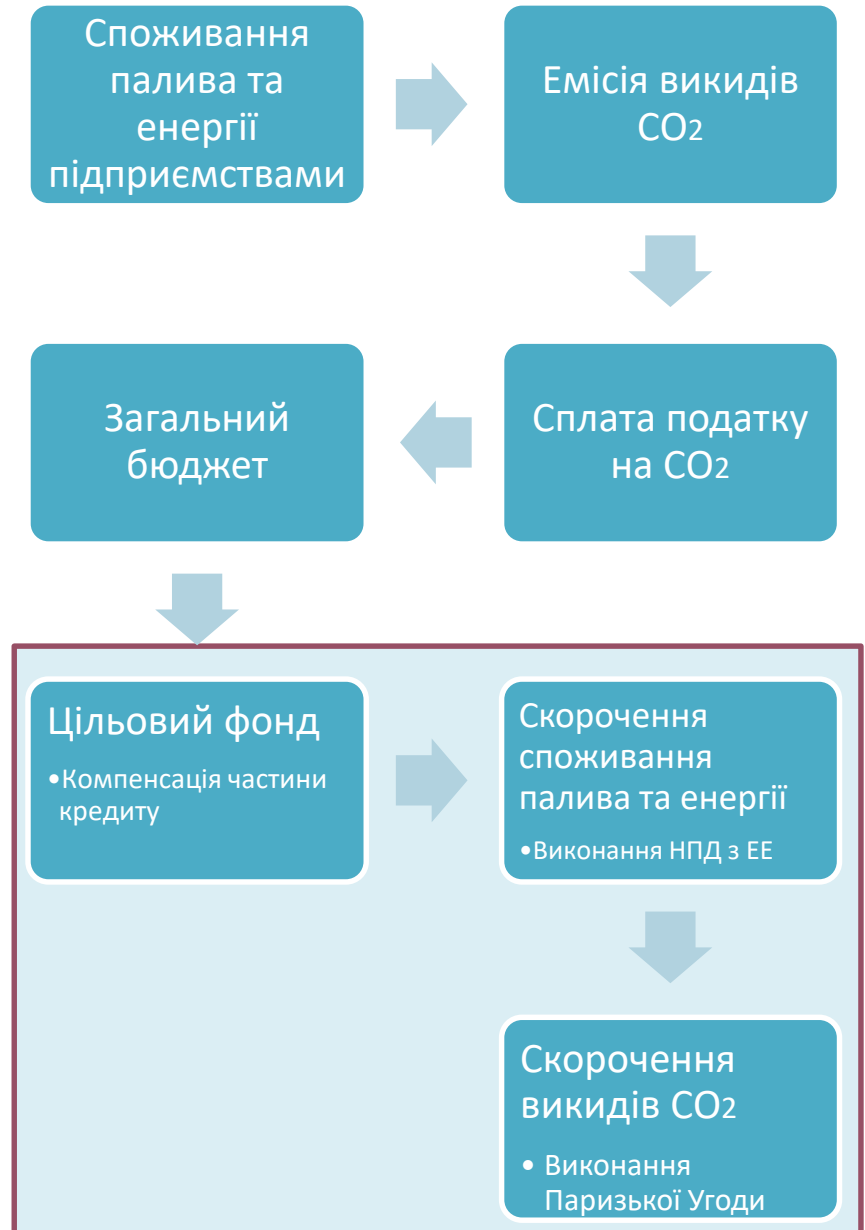 Споживання
палива та
енергії
підприємствами
Емісія викидів
CO2
Сплата податку
на CO2
Загальний
бюджет
Цільовий фонд
•Компенсація частини
кредиту
Скорочення
споживання
палива та енергії
•Виконання НПД з ЕЕ
Скорочення
викидів CO2
• Виконання
Паризької Угоди